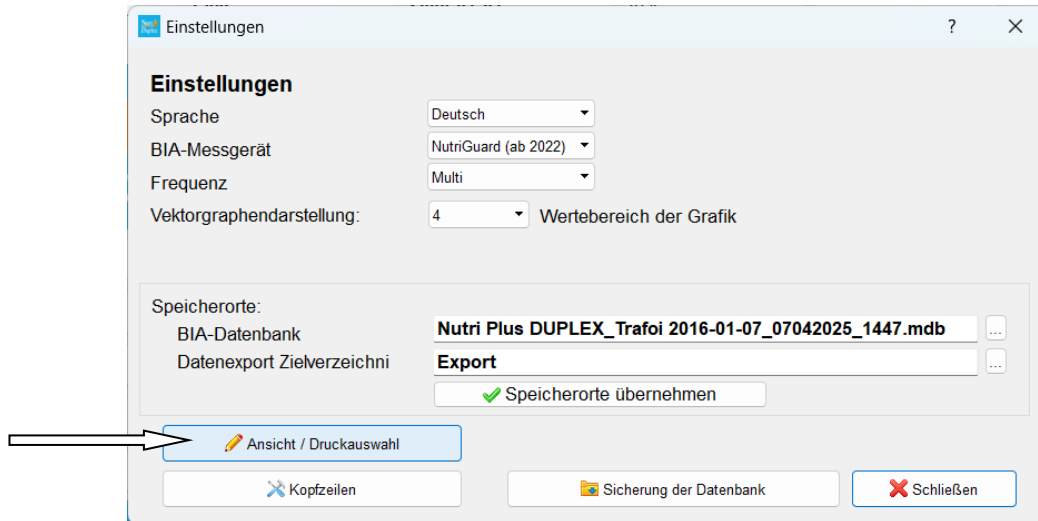 Einstellungen
?
Einstellungen
Sprache Deutsch
BIA-Messgerät NutriGuard (ab 2022)
Frequenz Multi
Vektorgraphendarstellung: 4 Wertebereich der Grafik
Speicherorte:
BIA-Datenbank Nutri Plus DUPLEX_Trafoi 2016-01-07_07042025_1447.mdb ...
Datenexport Zielverzeichni Export ...
Speicherorte übernehmen
Ansicht / Druckauswahl
Kopfzeilen Sicherung der Datenbank Schließen